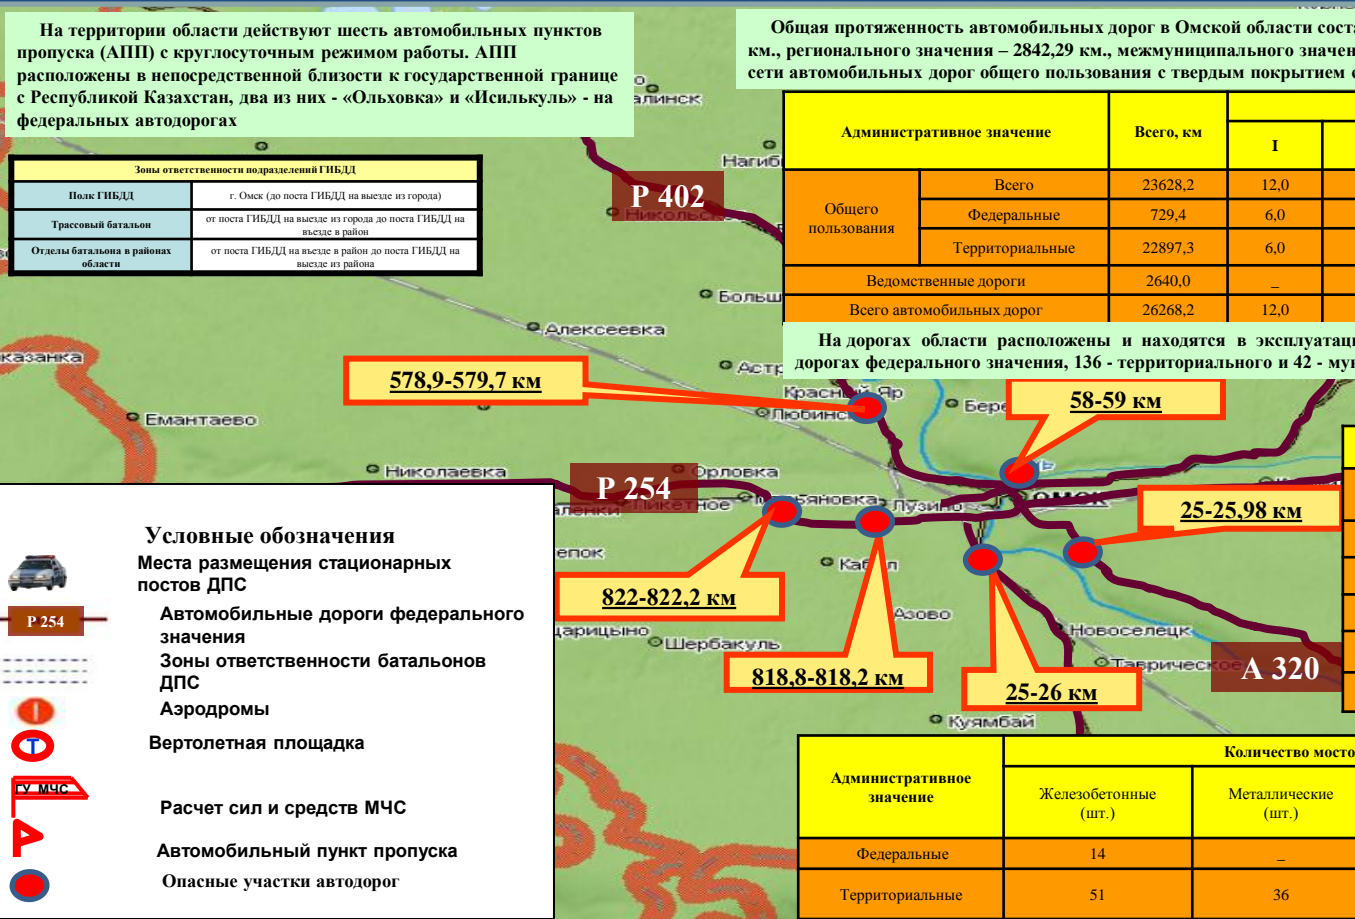 На территории области действуют шесть автомобильных пунктов
пропуска (АПП) с круглосуточным режимом работы. АПП
расположены в непосредственной близости к государственной границе
с Республикой Казахстан, два из них - «Ольховка» и «Исилькуль» - на
федеральных автодорогах
Общая протяженность автомобильных дорог в Омской области
км., регионального значения – 2842,29 км., межмуниципального
сети автомобильных дорог общего пользования с твердым покрытием
Зоны ответственности подразделений ГИБДД
Полк ГИБДД
г. Омск (до поста ГИБДД на выезде из города)
Трассовый батальон
от поста ГИБДД на выезде из города до поста ГИБДД на
въезде в район
Отделы батальона в районах
области
от поста ГИБДД на въезде в район до поста ГИБДД на
выезде из района
Административное значение
Всего, км
I
Общего
пользования
Всего
23628,2
12,0
Федеральные
729,4
6,0
Территориальные
22897,3
6,0
Ведомственные дороги
2640,0
_
Всего автомобильных дорог
26268,2
12,0
На дорогах области расположены и находятся в
дорогах федерального значения, 136 - территориального и 42 -
Р 402
Алексеевка
578,9-579,7 км
Красный Яр
58-59 км
Емантаево
Николаевка
Орловка
Р 254
Омск
25-25,98 км
822-822,2 км
Азово
Новоселецк
Шербакуль
Таврическое
818,8-818,2 км
25-26 км
А 320
Куямбай
Условные обозначения
Места размещения стационарных
постов ДПС
Р 254
Автомобильные дороги федерального
значения
Зоны ответственности батальонов
ДПС
Аэродромы
Т
Вертолетная площадка
ГУ МЧС
Расчет сил и средств МЧС
Автомобильный пункт пропуска
Опасные участки автодорог
Административное
значение
Количество
Железобетонные
(шт.)
Металлические
(шт.)
Федеральные
14
_
Территориальные
51
36